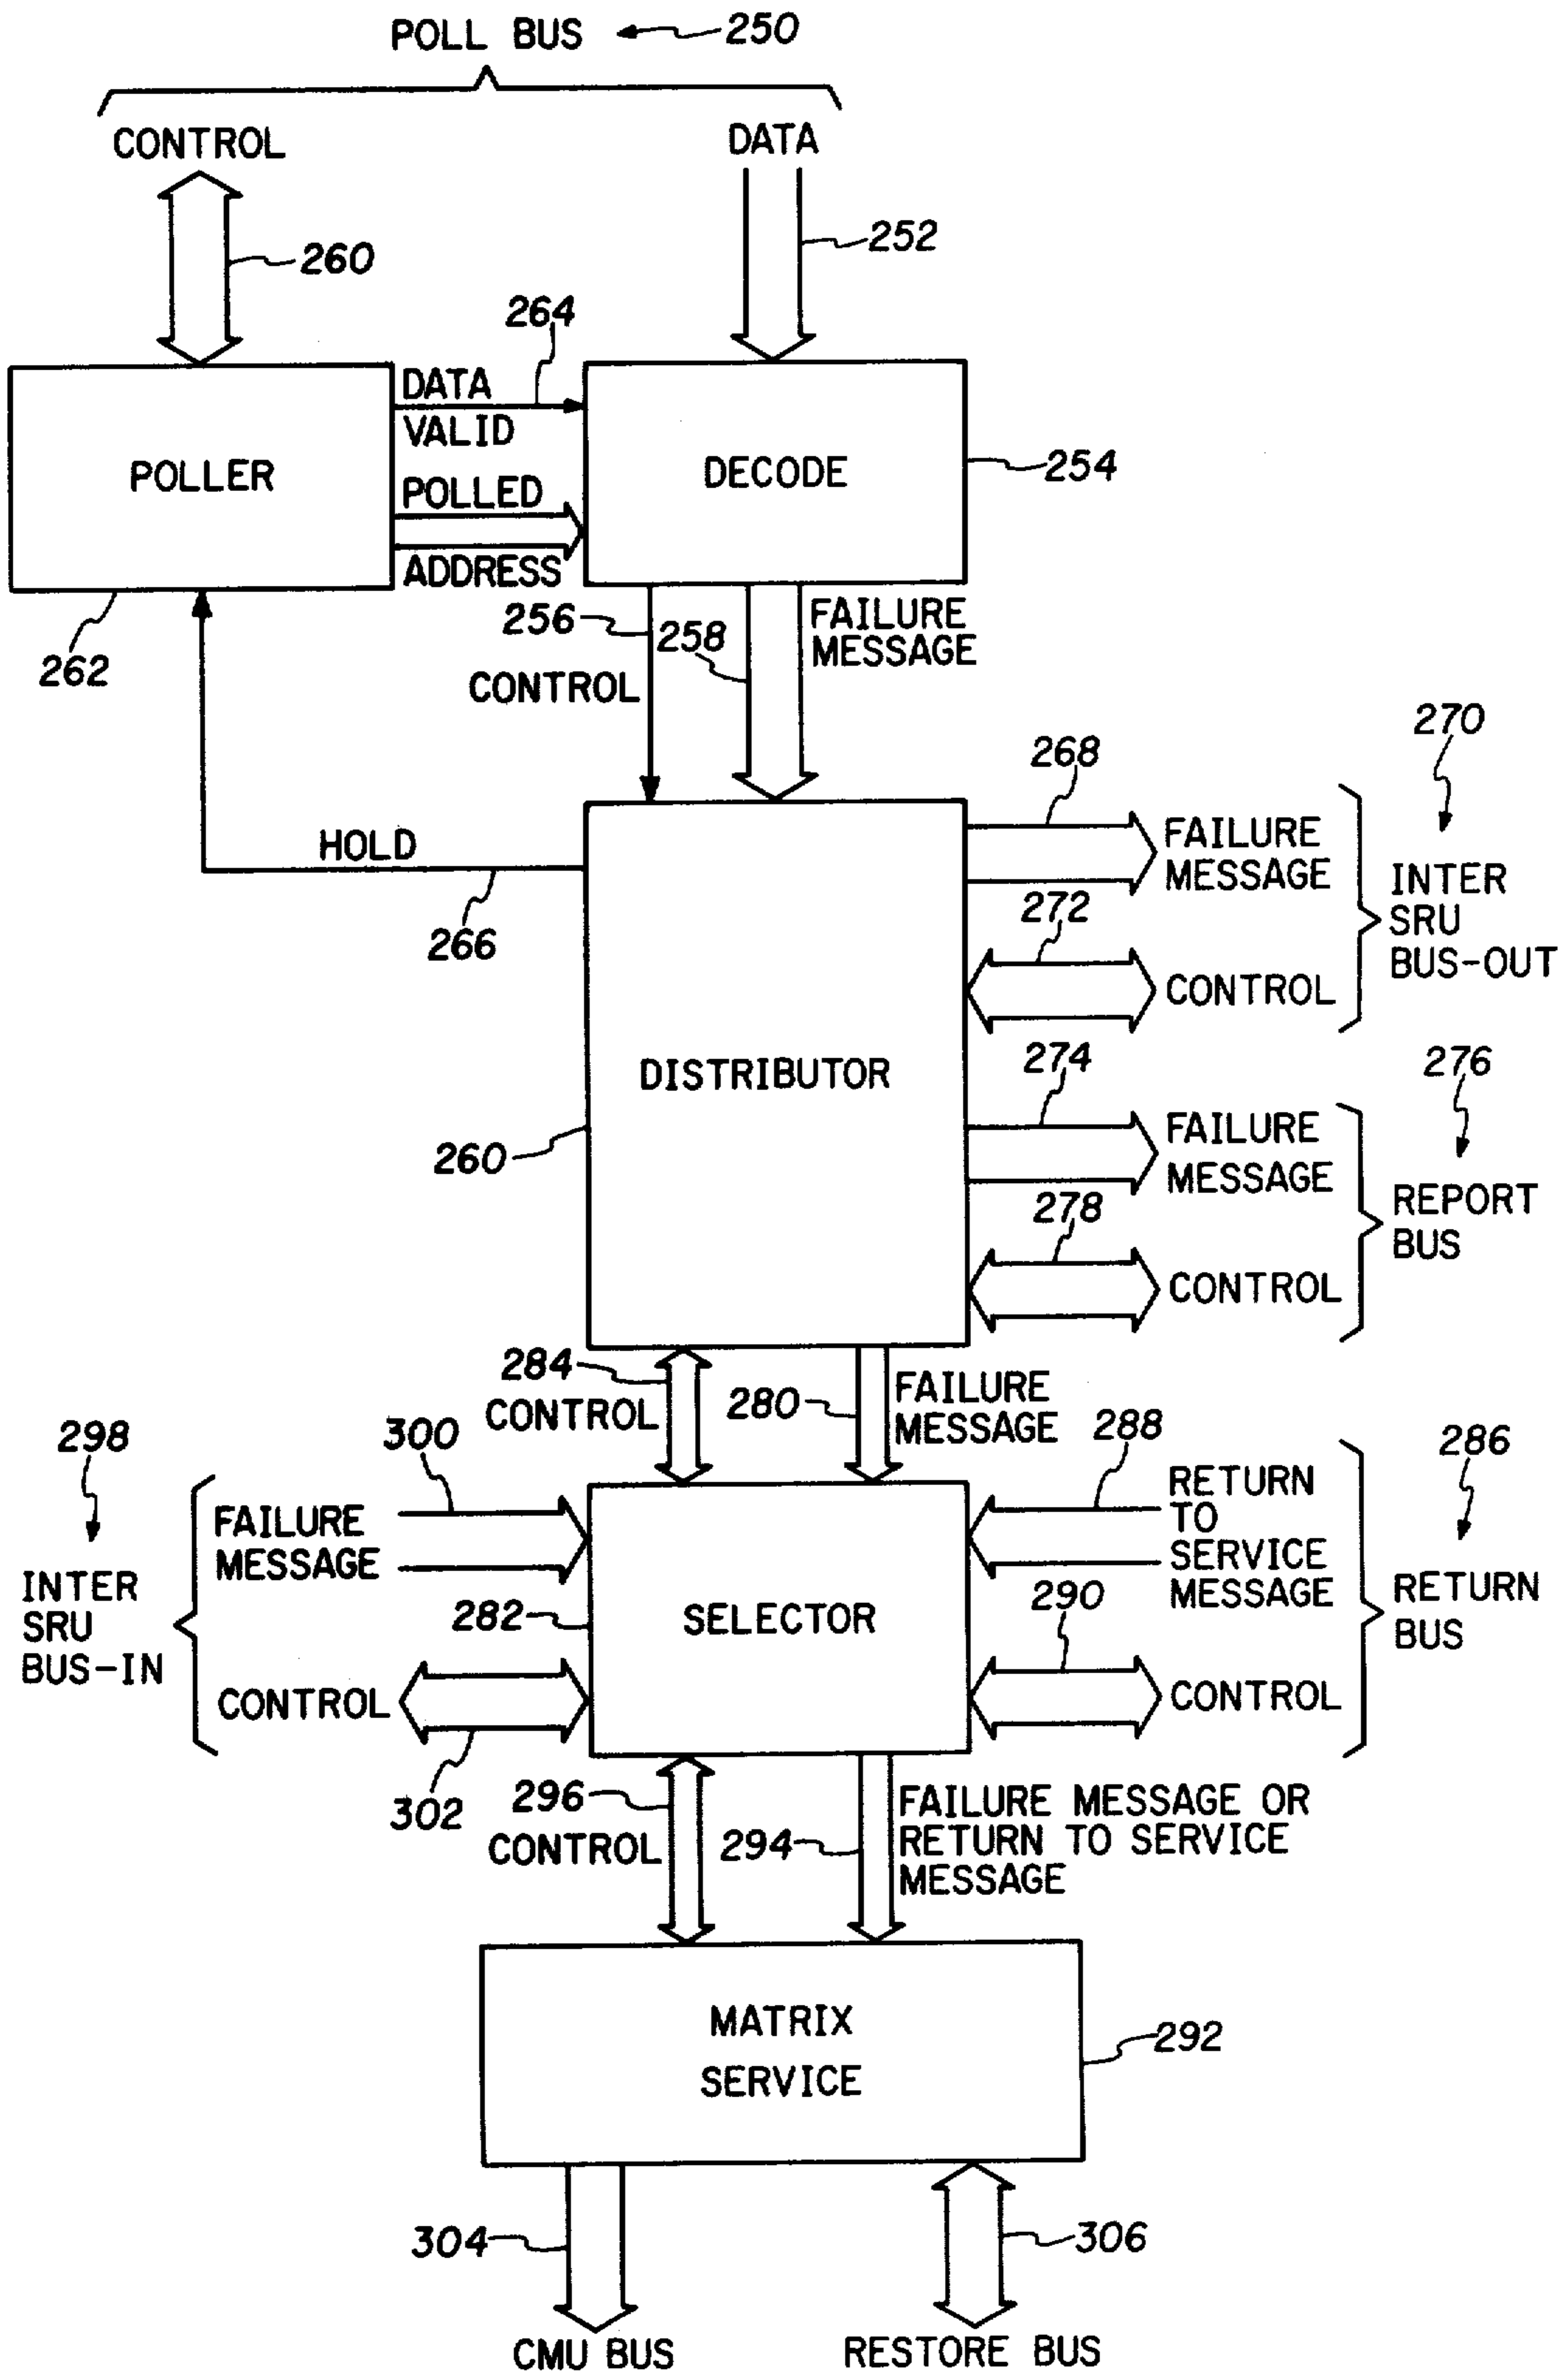 POLL BUS 250
CONTROL
DATA
260
252
264
DATA
VALID
POLLER
POLLED
ADDRESS
DECODE
254
262
256
258
FAILURE
MESSAGE
CONTROL
270
268
HOLD
FAILURE
MESSAGE
INTER
SRU
BUS-OUT
266
272
CONTROL
DISTRIBUTOR
274
276
260
FAILURE
MESSAGE
REPORT
BUS
278
CONTROL
284
CONTROL
280
FAILURE
MESSAGE
298
300
288
286
FAILURE
MESSAGE
RETURN
TO
SERVICE
MESSAGE
INTER
SRU
BUS-IN
282
SELECTOR
290
RETURN
BUS
CONTROL
CONTROL
302
296
CONTROL
294
FAILURE MESSAGE OR
RETURN TO SERVICE
MESSAGE
MATRIX
SERVICE
292
304
306
CMU BUS
RESTORE BUS